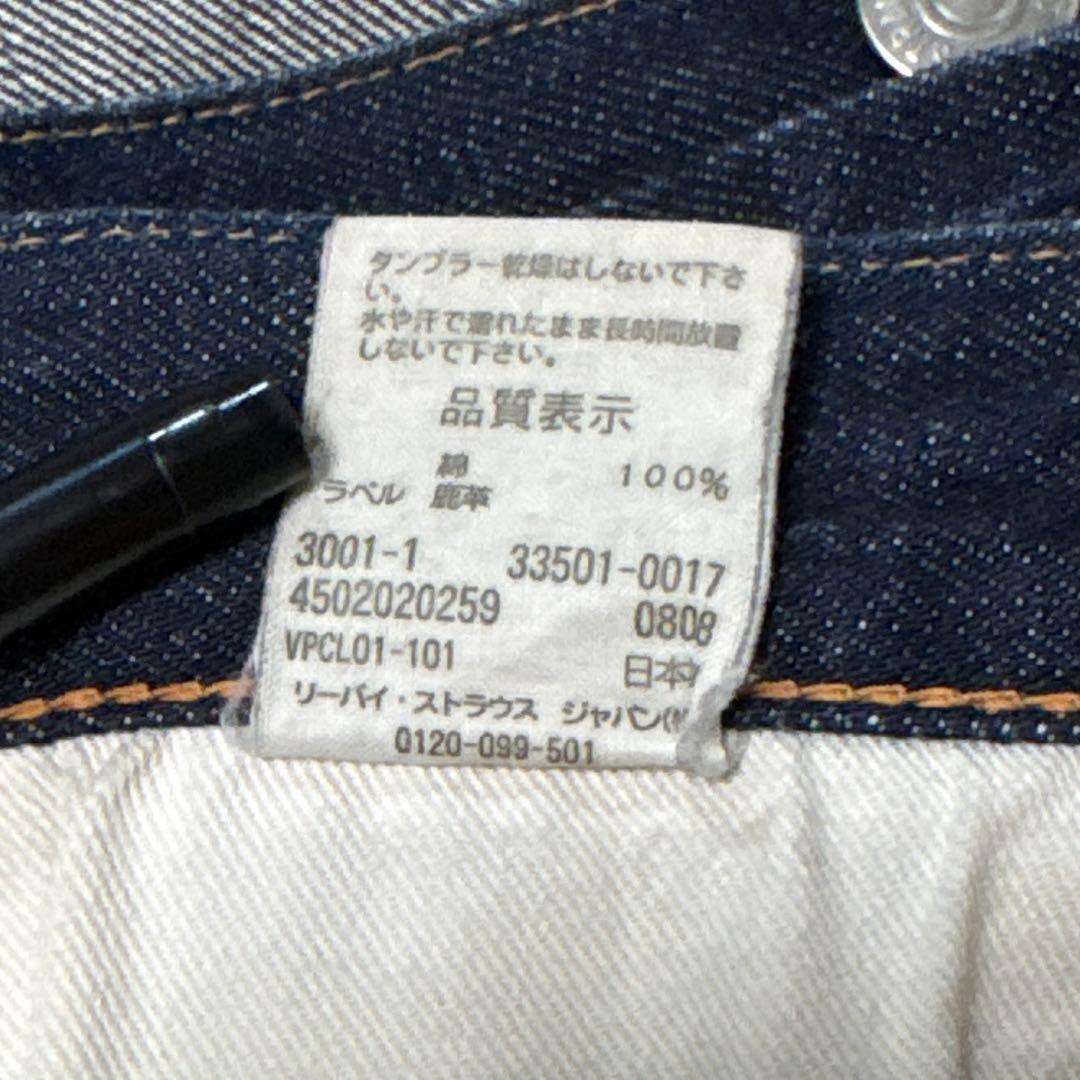 タンブラー乾燥はしないで下さ
い。
水や汗で濡れたまま長時間放置
しないで下さい。
品質表示
綿 100%
ラベル 鹿革
3001-1 33501-0017
4502020259 0808
VPCL01-101 日本
リーバイ・ストラウス ジャパン(
0120-099-501